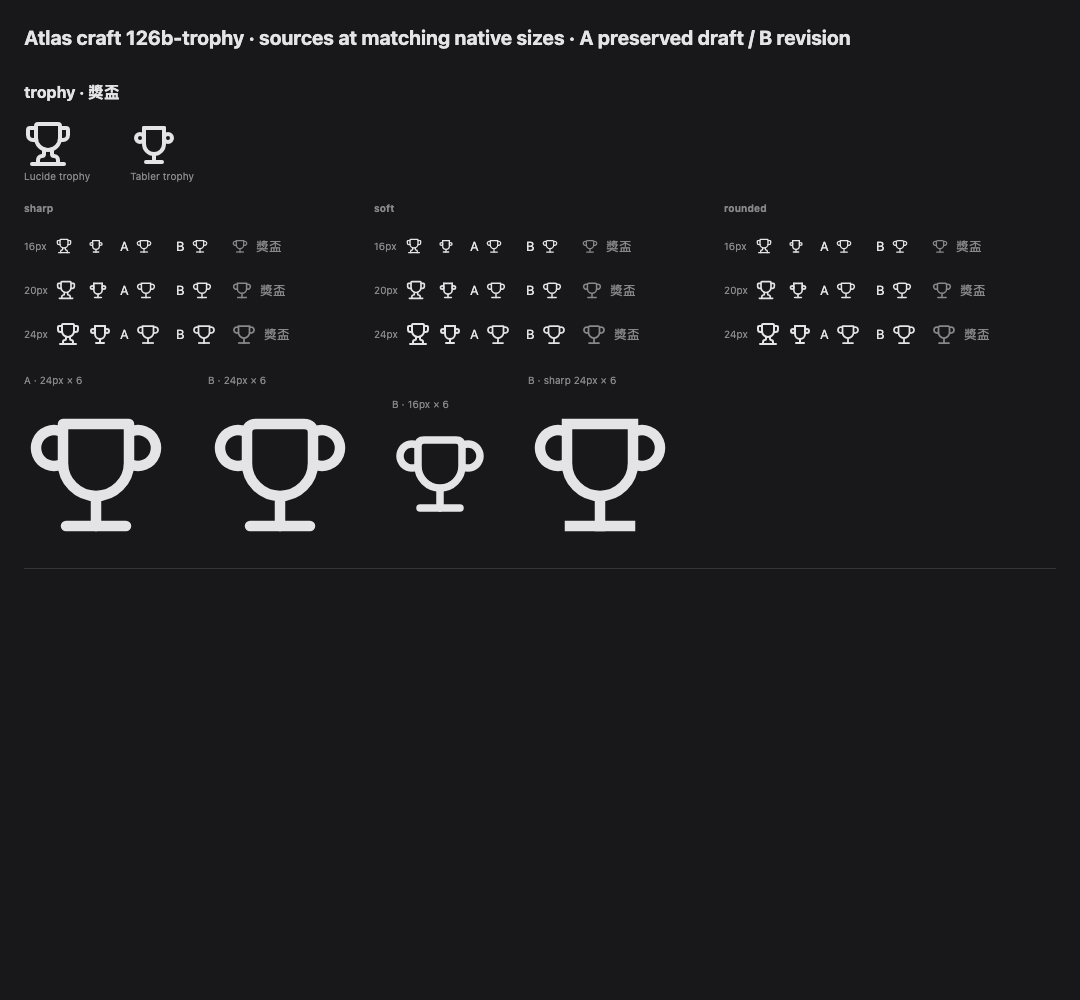 Atlas craft 126b-trophy · sources at matching native sizes · A preserved draft / B revision
trophy · 獎盃
Lucide trophy
Tabler trophy
sharp
soft
rounded
16px A B 獎盃
16px A B 獎盃
16px A B 獎盃
20px A B 獎盃
20px A B 獎盃
20px A B 獎盃
24px A B 獎盃
24px A B 獎盃
24px A B 獎盃
A · 24px × 6
B · 24px × 6
B · 16px × 6
B · sharp 24px × 6